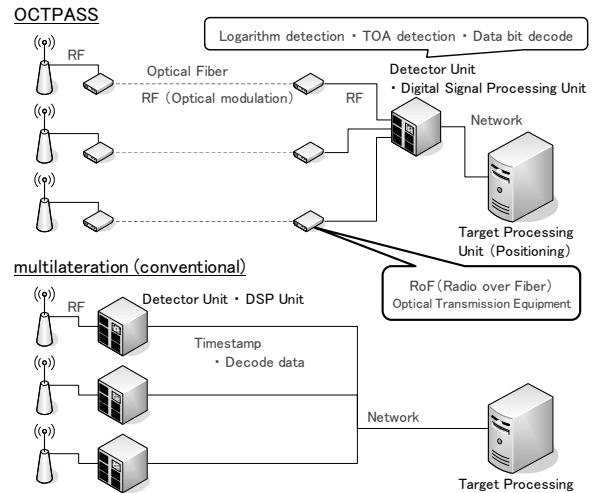 OCTPASS
Logarithm detection ・ TOA detection ・ Data bit decode
RF
Optical Fiber
RF (Optical modulation)
RF
Detector Unit
・ Digital Signal Processing Unit
Network
Target Processing
Unit (Positioning)
RoF(Radio over Fiber)
Optical Transmission Equipment
multilateration (conventional)
RF
Detector Unit ・ DSP Unit
Timestamp
・ Decode data
Network
Target Processing